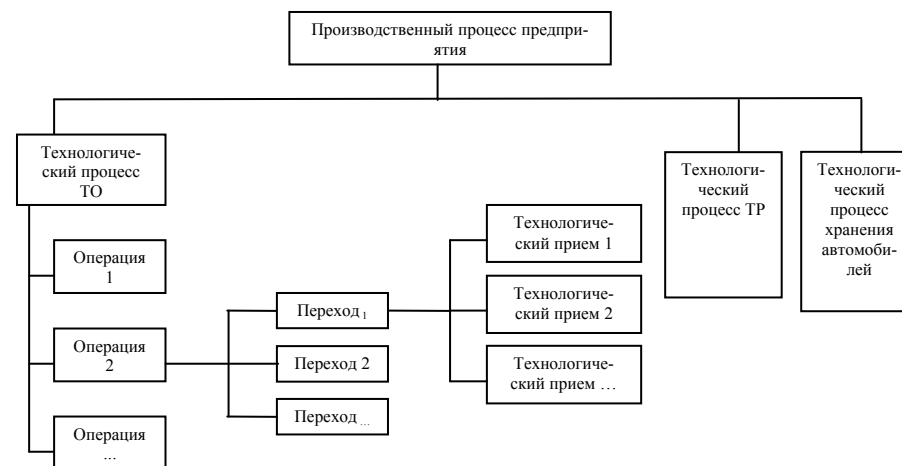 Производственный процесс предпри-
ятия
Технологиче-
ский процесс
ТО
Технологи-
ческий
процесс ТР
Технологи-
ческий
процесс
хранения
автомоби-
лей
Технологиче-
ский прием 1
Операция
1
Технологиче-
ский прием 2
Переход 1
Операция
2
Переход 2
Технологиче-
ский прием …
Переход ...
Операция
...